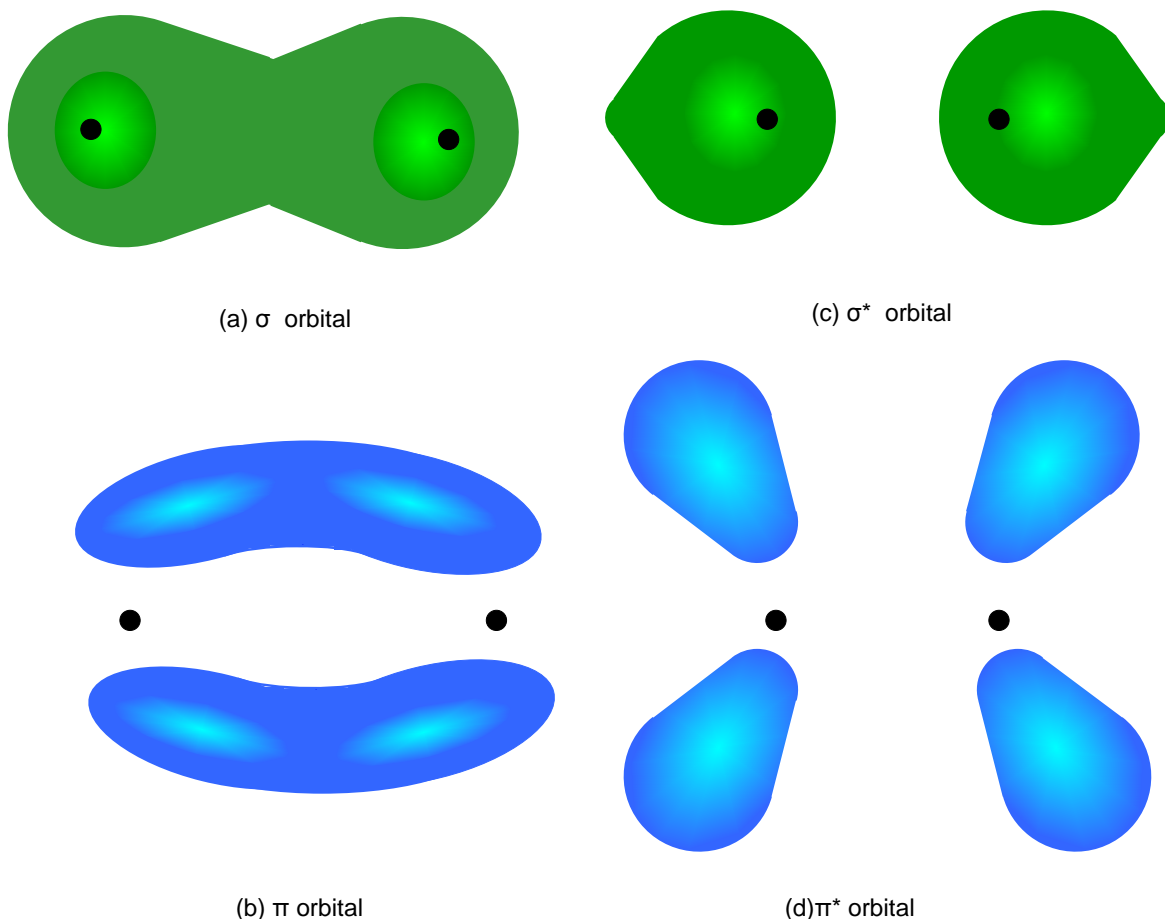 (a) σ orbital
(c) σ* orbital
(b) π orbital
(d)π* orbital